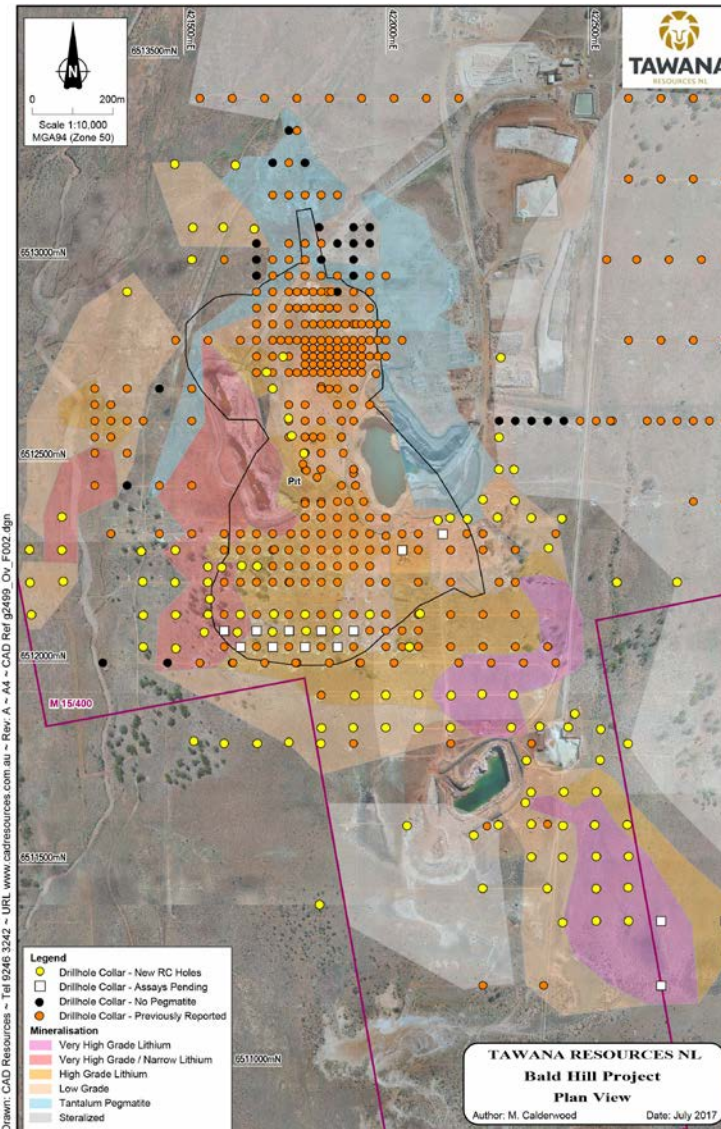 421500mE
422000mE
422500mE
6513500mN
TAWANA
RESOURCES NL
N
0 200m
Scale 1:10,000
MGA94 (Zone 50)
6513000mN
6512500mN
Pit
6512000mN
M 15/400
6511500mN
6511000mN
Drawn: CAD Resources ~ Tel 9246 3242 ~ URL www.cadresources.com.au ~ Rev: A ~ A4 ~ CAD Ref g2499_Ov_F002.dgn
Legend
Drillhole Collar - New RC Holes
Drillhole Collar - Assays Pending
Drillhole Collar - No Pegmatite
Drillhole Collar - Previously Reported
Mineralisation
Very High Grade Lithium
Very High Grade / Narrow Lithium
High Grade Lithium
Low Grade
Tantalum Pegmatite
Steralized
TAWANA RESOURCES NL
Bald Hill Project
Plan View
Author: M. Calderwood Date: July 2017